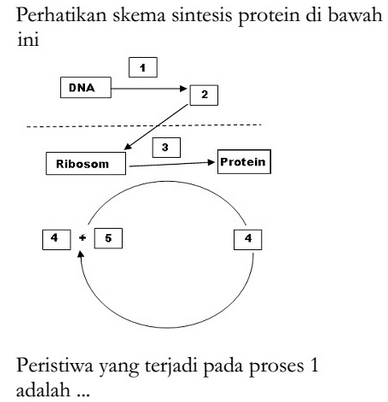 Perhatikan skema sintesis protein di bawah
ini
1
DNA
2
3
Ribosom
Protein
4 + 5
4
Peristiwa yang terjadi pada proses 1
adalah ...